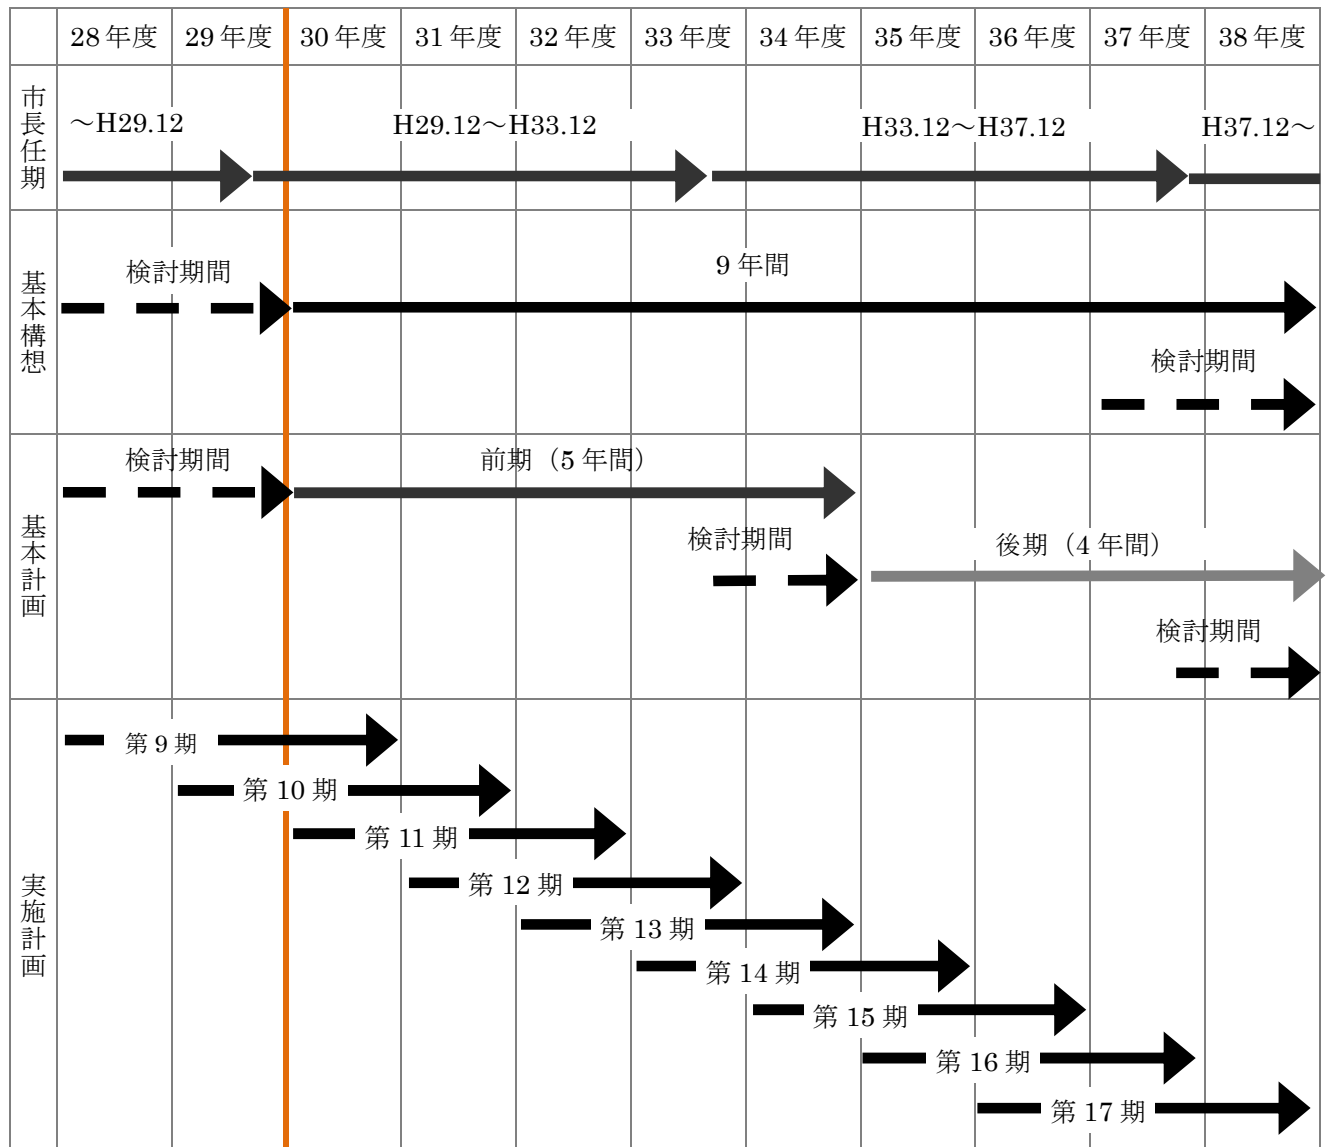 28年度 29年度 30年度 31年度 32年度 33年度 34年度 35年度 36年度 37年度 38年度
市長任期
～H29.12 H29.12～H33.12 H33.12～H37.12 H37.12～
基本構想
検討期間 9年間
検討期間
基本計画
検討期間 前期（5年間）
検討期間 後期（4年間）
検討期間
実施計画
第9期
第10期
第11期
第12期
第13期
第14期
第15期
第16期
第17期